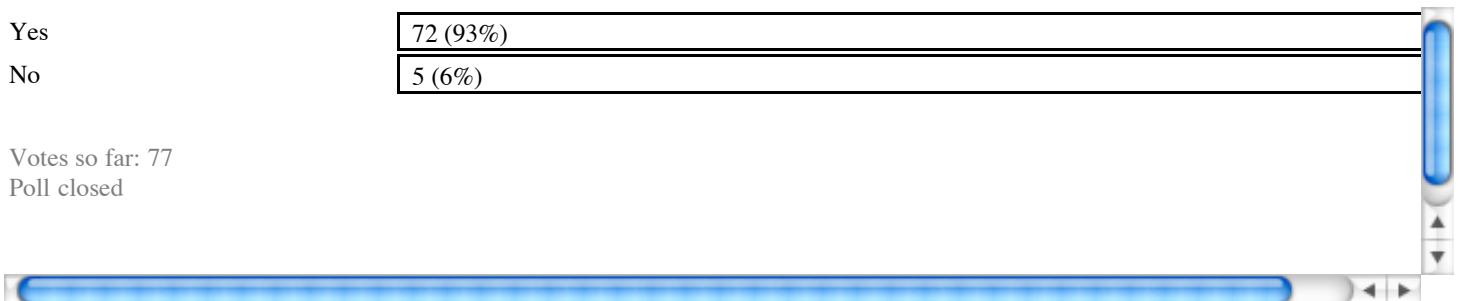 Yes 72 (93%)
No 5 (6%)
Votes so far: 77
Poll closed